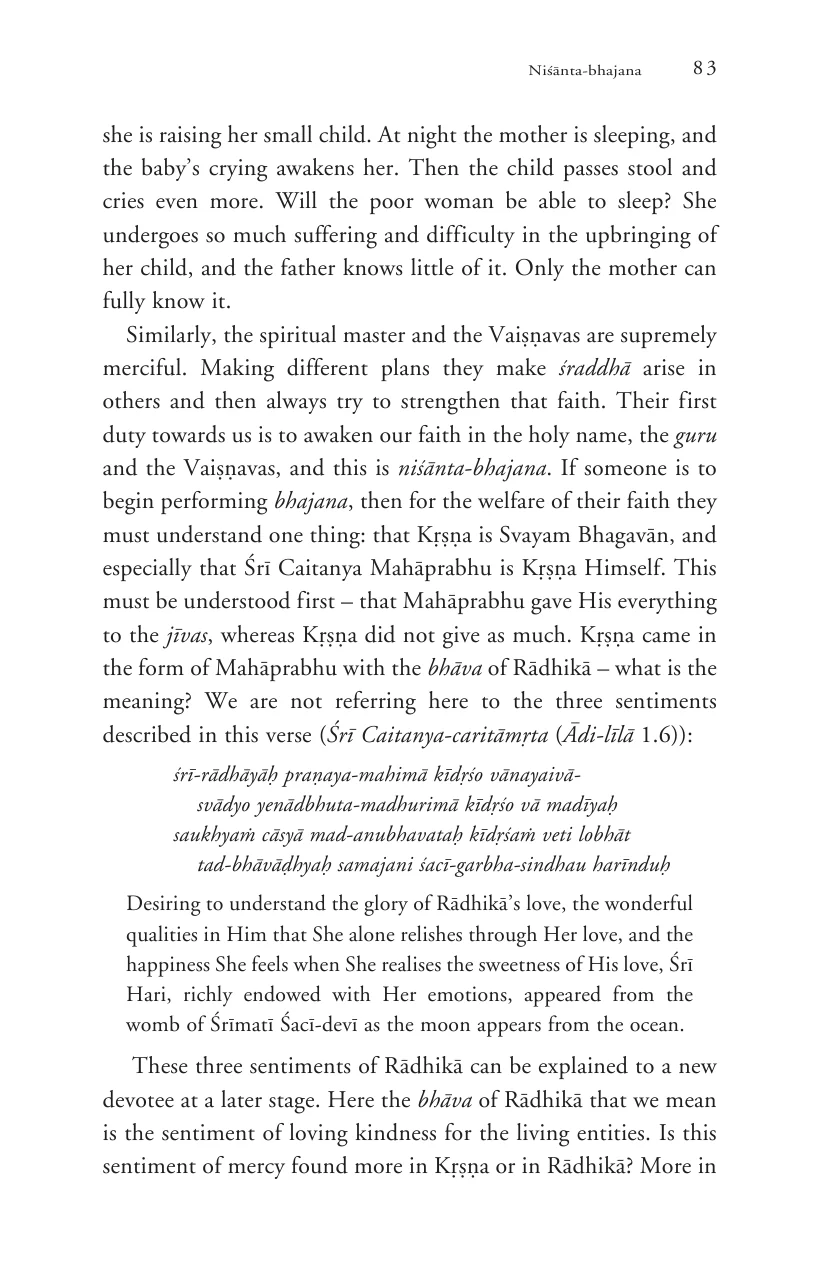 Niśānta-bhajana 83
she is raising her small child. At night the mother is sleeping, and
the baby’s crying awakens her. Then the child passes stool and
cries even more. Will the poor woman be able to sleep? She
undergoes so much suffering and difficulty in the upbringing of
her child, and the father knows little of it. Only the mother can
fully know it.
Similarly, the spiritual master and the Vaiṣṇavas are supremely
merciful. Making different plans they make śraddhā arise in
others and then always try to strengthen that faith. Their first
duty towards us is to awaken our faith in the holy name, the guru
and the Vaiṣṇavas, and this is niśānta-bhajana. If someone is to
begin performing bhajana, then for the welfare of their faith they
must understand one thing: that Kṛṣṇa is Svayam Bhagavān, and
especially that Śrī Caitanya Mahāprabhu is Kṛṣṇa Himself. This
must be understood first – that Mahāprabhu gave His everything
to the jīvas, whereas Kṛṣṇa did not give as much. Kṛṣṇa came in
the form of Mahāprabhu with the bhāva of Rādhikā – what is the
meaning? We are not referring here to the three sentiments
described in this verse (Śrī Caitanya-caritāmṛta (Ādi-līlā 1.6)):
śrī-rādhāyāḥ praṇaya-mahimā kīdṛśo vānayaivā-
svādyo yenādbhuta-madhurimā kīdṛśo vā madīyaḥ
saukhyaṁ cāsyā mad-anubhavataḥ kīdṛśaṁ veti lobhāt
tad-bhāvāḍhyaḥ samajani śacī-garbha-sindhau harīnduḥ
Desiring to understand the glory of Rādhikā’s love, the wonderful
qualities in Him that She alone relishes through Her love, and the
happiness She feels when She realises the sweetness of His love, Śrī
Hari, richly endowed with Her emotions, appeared from the
womb of Śrīmatī Śacī-devī as the moon appears from the ocean.
These three sentiments of Rādhikā can be explained to a new
devotee at a later stage. Here the bhāva of Rādhikā that we mean
is the sentiment of loving kindness for the living entities. Is this
sentiment of mercy found more in Kṛṣṇa or in Rādhikā? More in